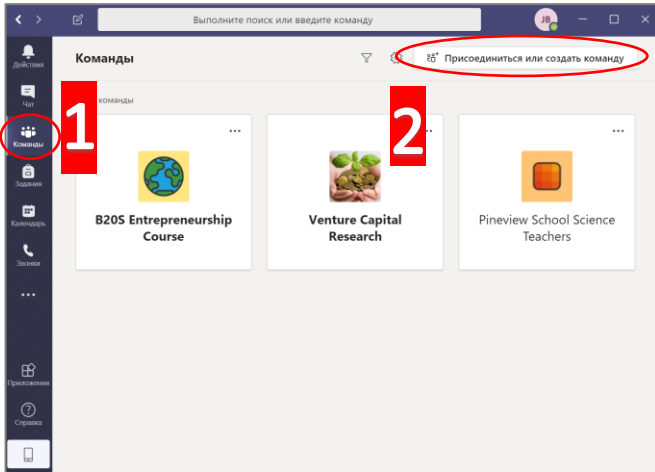 Выполните поиск или введите команду
JB
Действия
Чат
Команды
Задания
Календарь
Звонки
Приложения
Справка
Команды
Присоединиться или создать команду
1
2
команды
B20S Entrepreneurship
Course
Venture Capital
Research
Pineview School Science
Teachers